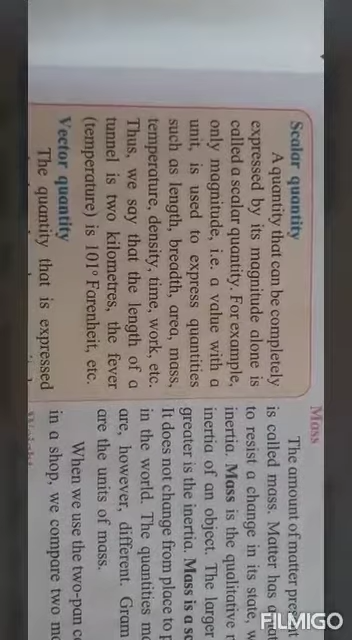 Scalar quantity
A quantity that can be completely
expressed by its magnitude alone is
called a scalar quantity. For example,
only magnitude, i.e. a value with a
unit, is used to express quantities
such as length, breadth, area, mass,
temperature, density, time, work, etc.
Thus, we say that the length of a
tunnel is two kilometres, the fever
(temperature) is 101° Farenheit, etc.
Vector quantity
The quantity that is expressed
Mass
The amount of matter
is called mass. Matter has a
to resist a change in its state,
inertia. Mass is the qualitative
inertia of an object. The larger
greater is the inertia. Mass is a
It does not change from place to
in the world. The quantities
are, however, different. Gram
are the units of mass.
When we use the two-pan
in a shop, we compare two
FILMIGO